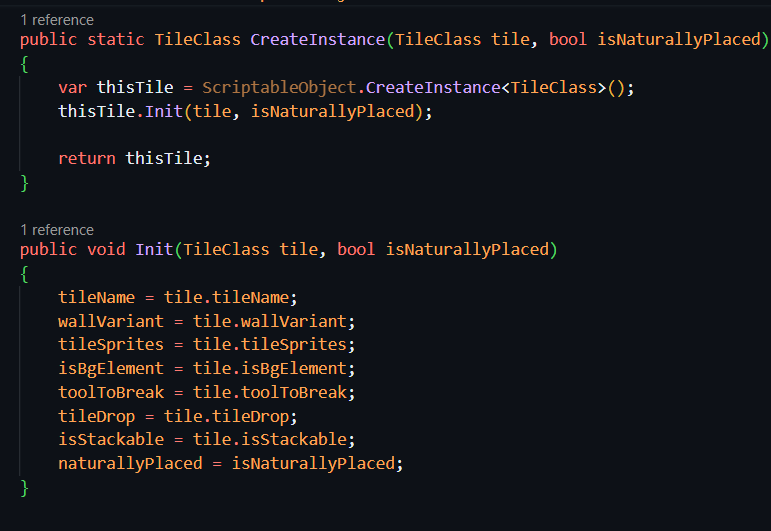 1 reference
public static TileClass CreateInstance(TileClass tile, bool isNaturallyPlaced)
{
    var thisTile = ScriptableObject.CreateInstance<TileClass>();
    thisTile.Init(tile, isNaturallyPlaced);

    return thisTile;
}

1 reference
public void Init(TileClass tile, bool isNaturallyPlaced)
{
    tileName = tile.tileName;
    wallVariant = tile.wallVariant;
    tileSprites = tile.tileSprites;
    isBgElement = tile.isBgElement;
    toolToBreak = tile.toolToBreak;
    tileDrop = tile.tileDrop;
    isStackable = tile.isStackable;
    naturallyPlaced = isNaturallyPlaced;
}